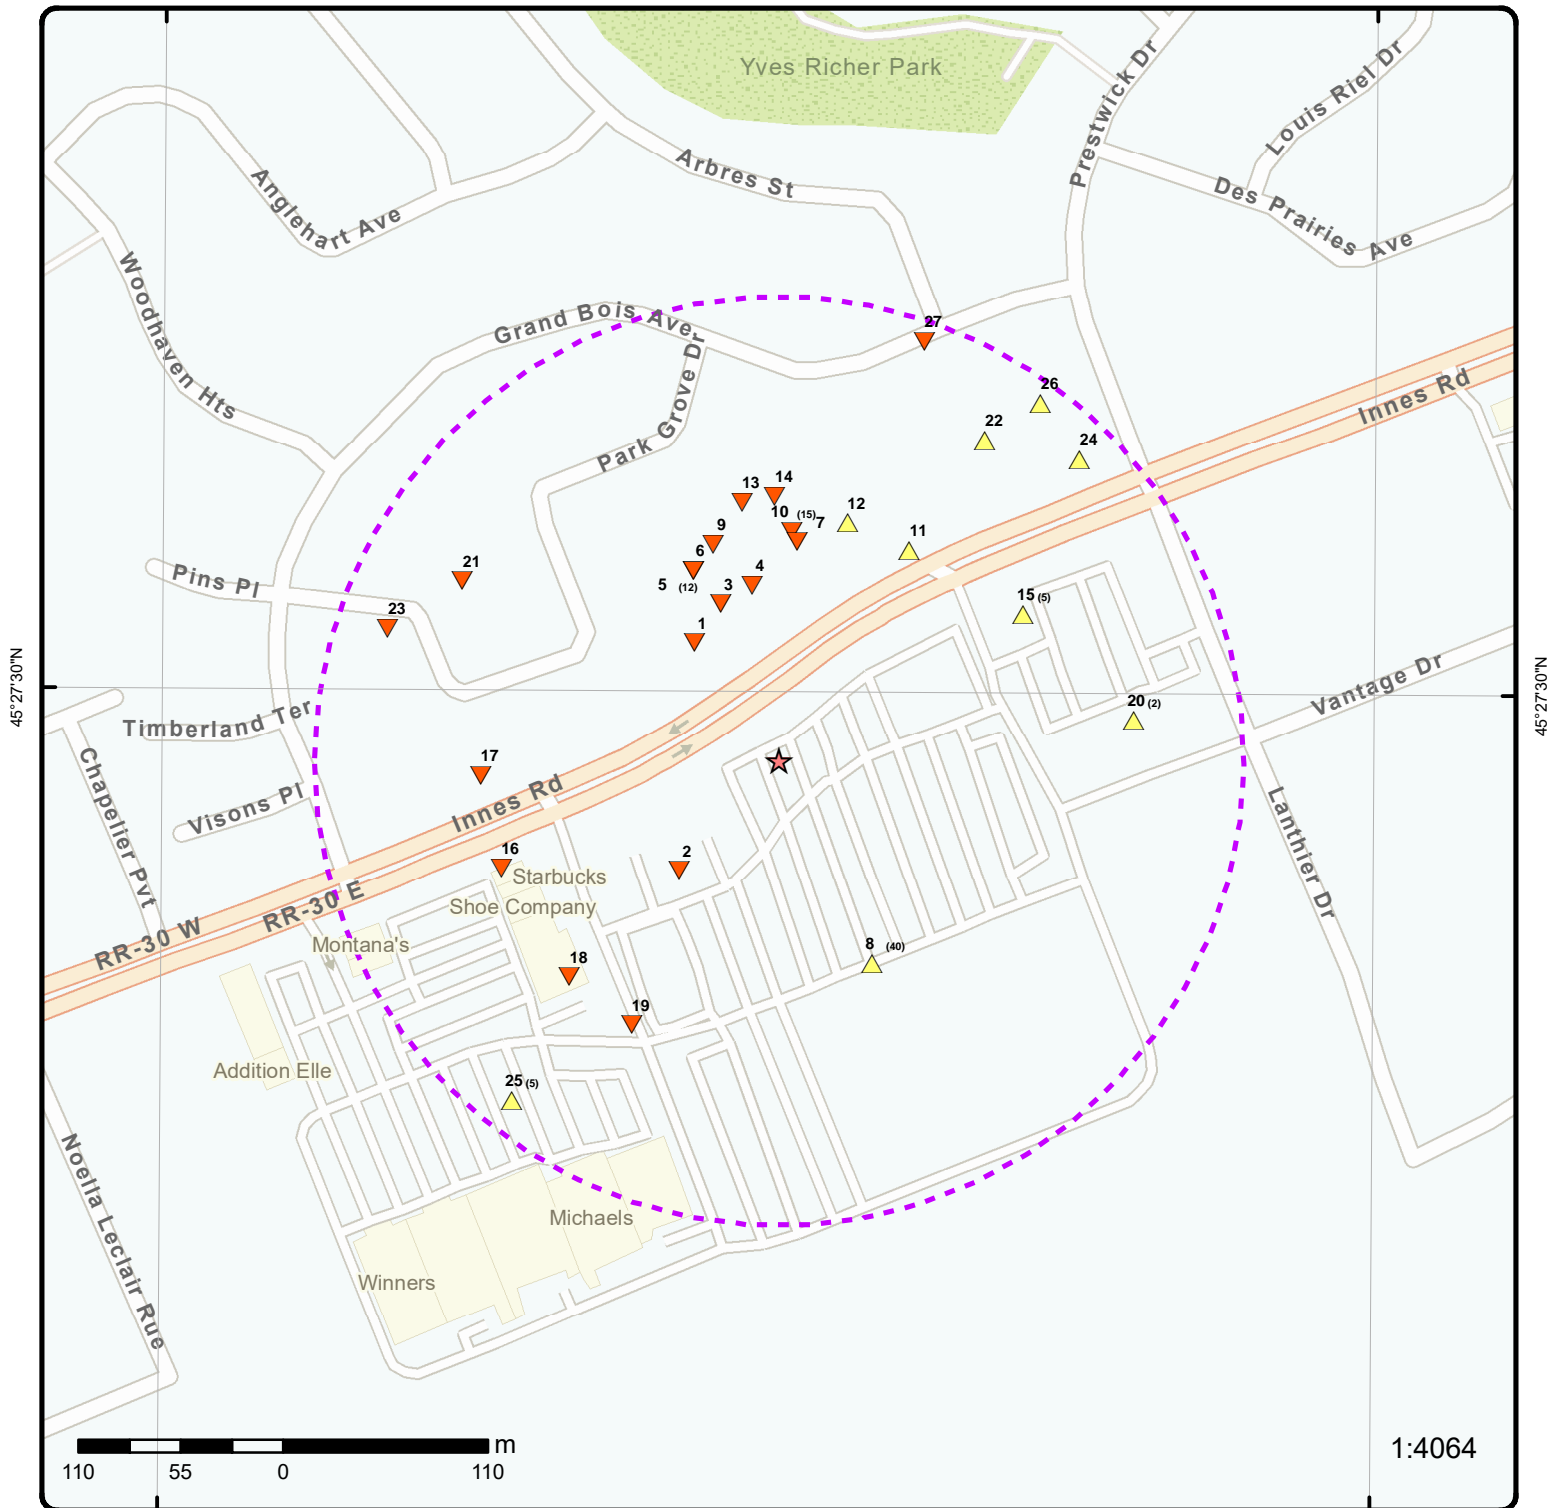 Yves Richer Park
Prestwick Dr
Louis Riel Dr
Arbres St
Des Prairies Ave
Anglehart Ave
Woodhaven Hts
Grand Bois Ave
27
Park Grove Dr
26
Innes Rd
22
24
14
13
10 (15) 7
12
9
11
6
21
4
5 (12)
3
Pins Pl
15 (5)
23
1
45°27'30"N
45°27'30"N
Vantage Dr
20 (2)
Timberland Ter
17
Chapelier Pvt
Visons Pl
Innes Rd
Lanthier Dr
16
2
Starbucks
RR-30 E
Shoe Company
RR-30 W
Montana's
8 (40)
18
19
Addition Elle
25 (5)
Noella Leclair Rue
Michaels
Winners
m
1:4064
110 55 0 110